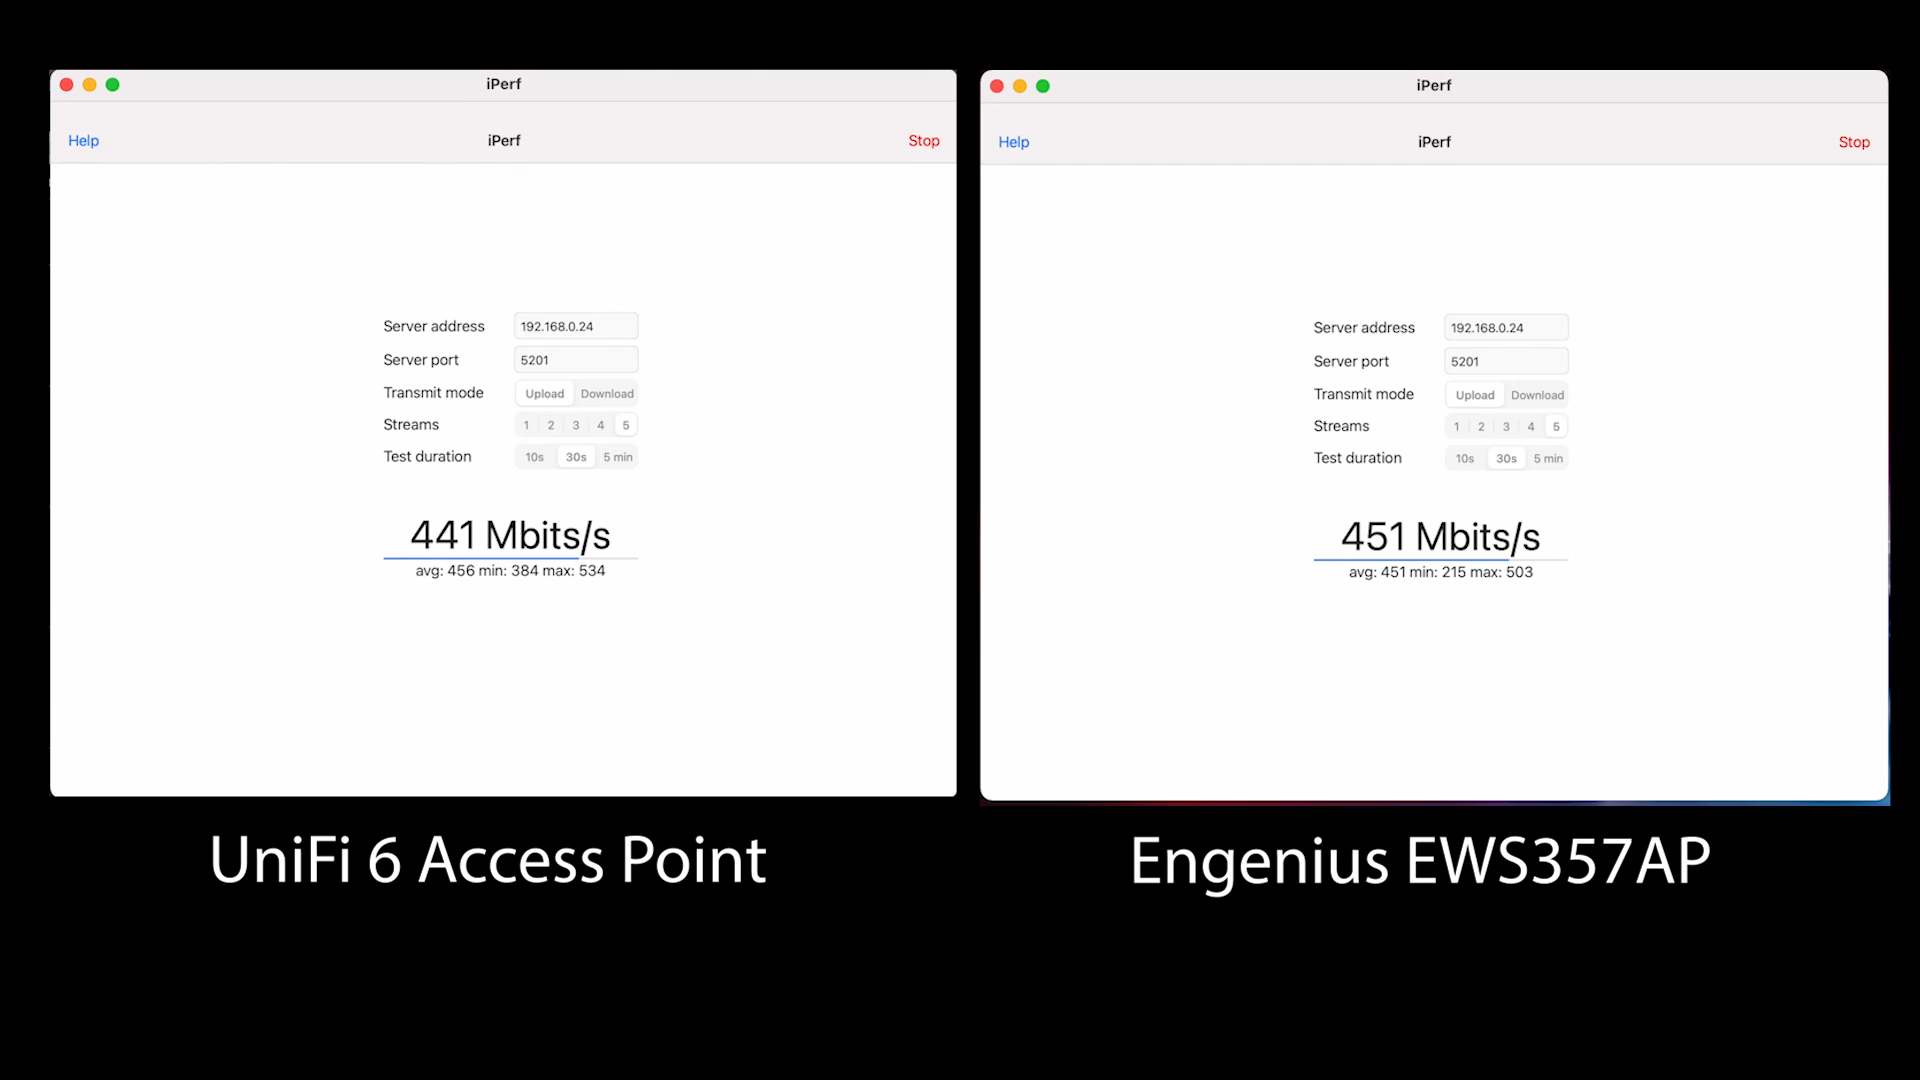 iPerf
Help iPerf Stop
Server address 192.168.0.24
Server port 5201
Transmit mode Upload Download
Streams 1 2 3 4 5
Test duration 10s 30s 5 min
441 Mbits/s
avg: 456 min: 384 max: 534
UniFi 6 Access Point
iPerf
Help iPerf Stop
Server address 192.168.0.24
Server port 5201
Transmit mode Upload Download
Streams 1 2 3 4 5
Test duration 10s 30s 5 min
451 Mbits/s
avg: 451 min: 215 max: 503
Engenius EWS357AP